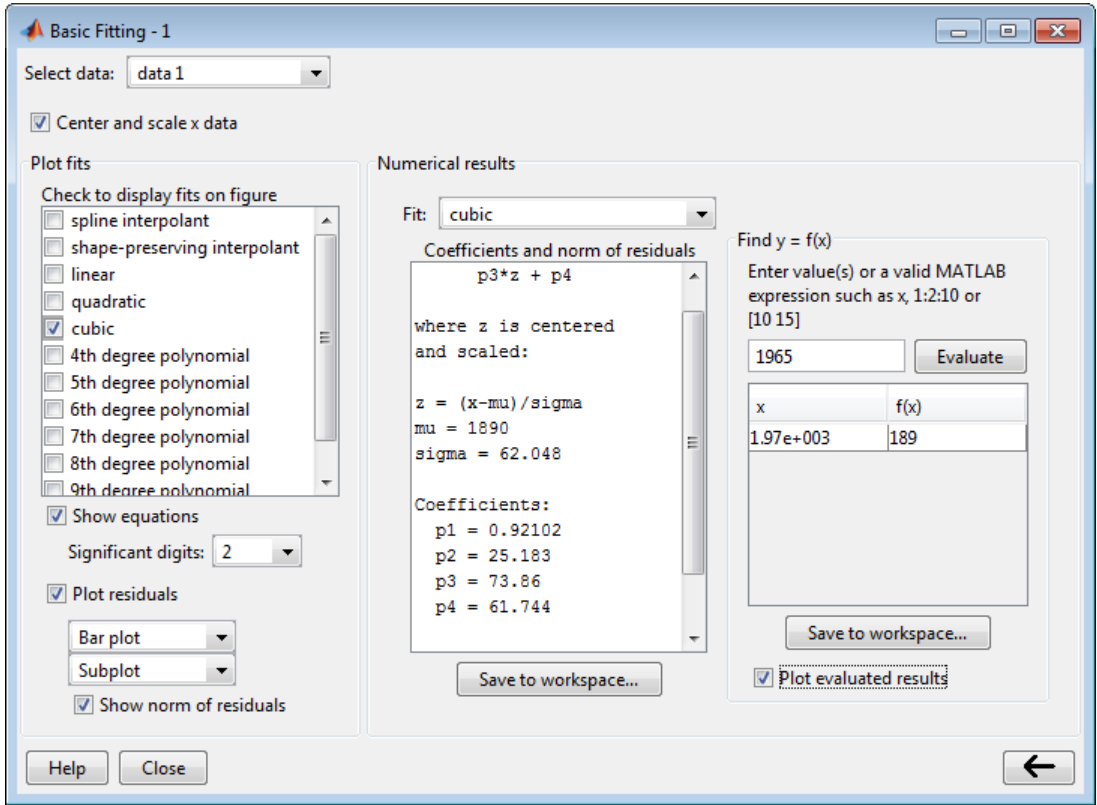 Basic Fitting - 1
Select data: data 1
Center and scale x data
Plot fits
Check to display fits on figure
spline interpolant
shape-preserving interpolant
linear
quadratic
cubic
4th degree polynomial
5th degree polynomial
6th degree polynomial
7th degree polynomial
8th degree polynomial
9th degree polynomial
Show equations
Significant digits: 2
Plot residuals
Bar plot
Subplot
Show norm of residuals
Numerical results
Fit: cubic
Coefficients and norm of residuals
p3*z + p4
where z is centered
and scaled:
z = (x-mu)/sigma
mu = 1890
sigma = 62.048
Coefficients:
p1 = 0.92102
p2 = 25.183
p3 = 73.86
p4 = 61.744
Save to workspace...
Find y = f(x)
Enter value(s) or a valid MATLAB
expression such as x, 1:2:10 or
[10 15]
1965 Evaluate
x f(x)
1.97e+003 189
Save to workspace...
Plot evaluated results
Help Close